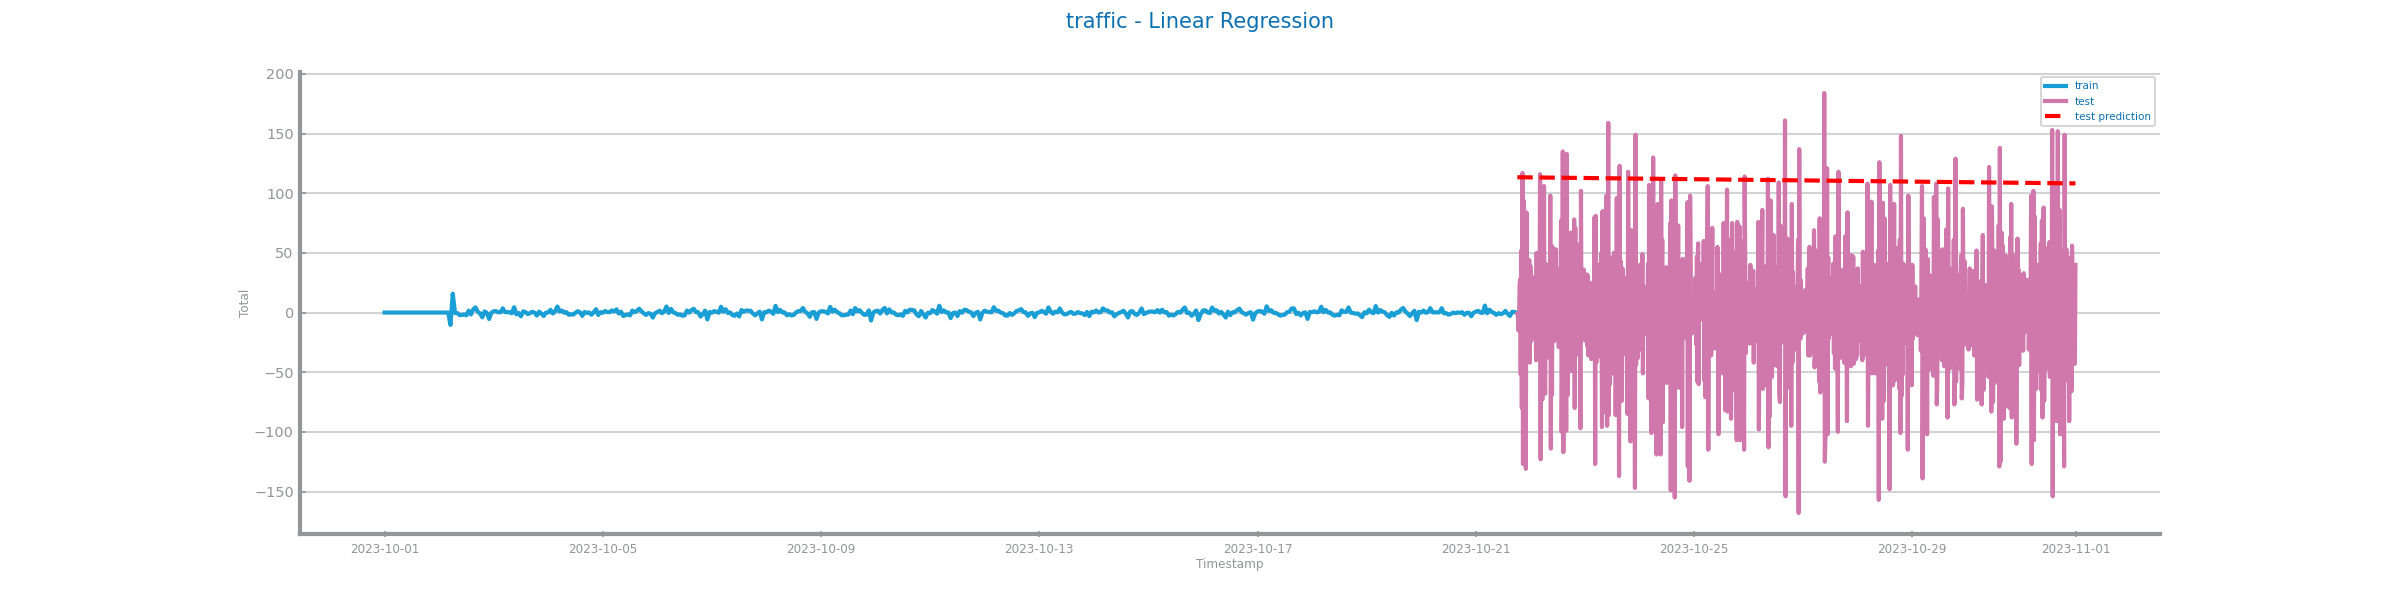 traffic - Linear Regression
200
150
100
50
0
−50
−100
−150
Total
train
test
test prediction
2023-10-01
2023-10-05
2023-10-09
2023-10-13
2023-10-17
2023-10-21
2023-10-25
2023-10-29
2023-11-01
Timestamp